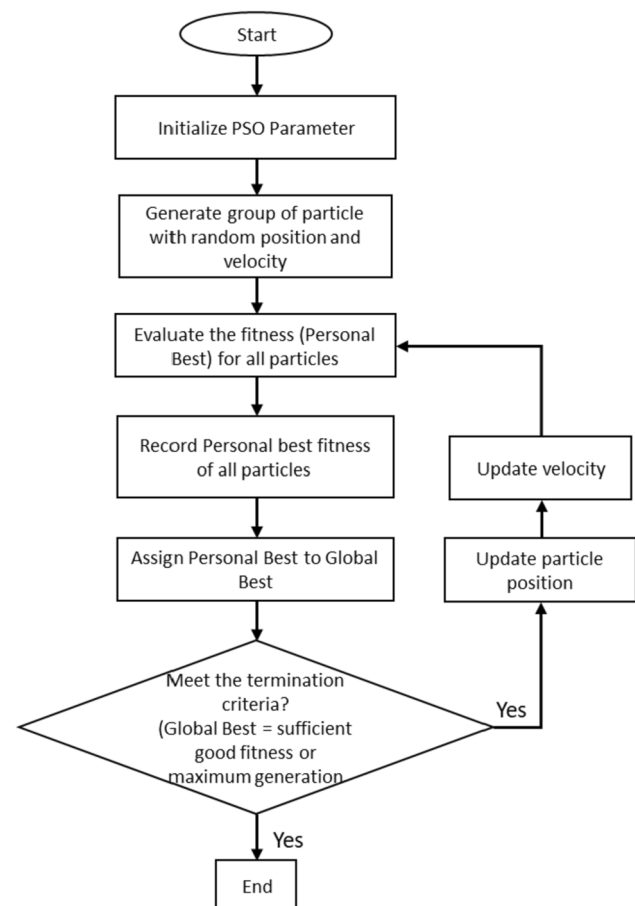 Start
Initialize PSO Parameter
Generate group of particle
with random position and
velocity
Evaluate the fitness (Personal
Best) for all particles
Record Personal best fitness
of all particles
Update velocity
Assign Personal Best to Global
Best
Update particle
position
Meet the termination
criteria?
(Global Best = sufficient
good fitness or
maximum generation
Yes
Yes
End